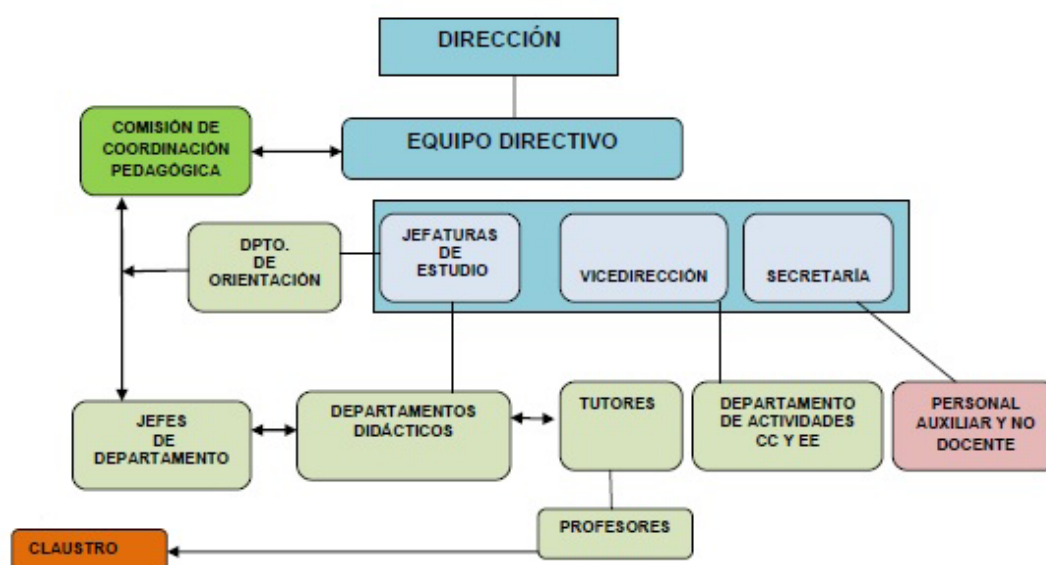 DIRECCIÓN
EQUIPO DIRECTIVO
COMISIÓN DE
COORDINACIÓN
PEDAGÓGICA
DPTO.
DE
ORIENTACIÓN
JEFATURAS
DE
ESTUDIO
VICEDIRECCIÓN
SECRETARÍA
JEFES
DE
DEPARTAMENTO
DEPARTAMENTOS
DIDÁCTICOS
TUTORES
DEPARTAMENTO
DE ACTIVIDADES
CC Y EE
PERSONAL
AUXILIAR Y NO
DOCENTE
PROFESORES
CLAUSTRO